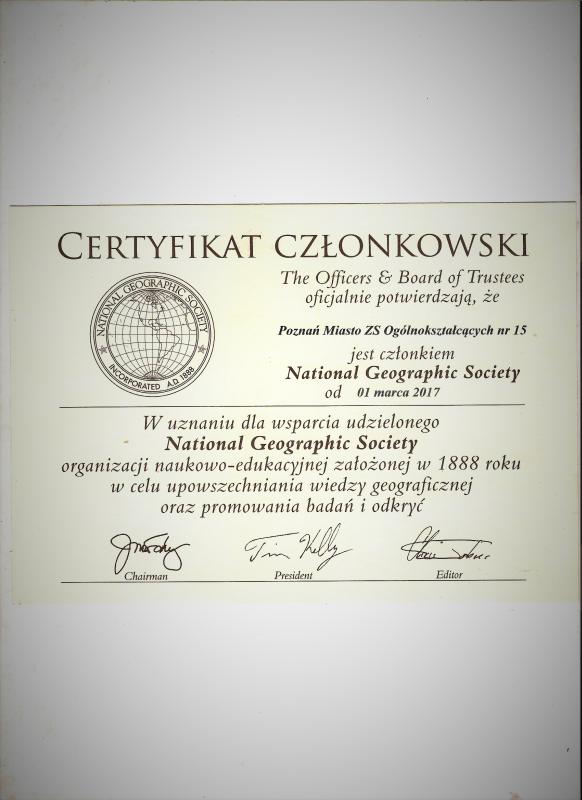 CERTYFIKAT CZŁONKOWSKI
NATIONAL GEOGRAPHIC SOCIETY
INCORPORATED A.D. 1888
The Officers & Board of Trustees
oficjalnie potwierdzają, że
Poznań Miasto ZS Ogólnokształcących nr 15
jest członkiem
National Geographic Society
od 01 marca 2017
W uznaniu dla wsparcia udzielonego
National Geographic Society
organizacji naukowo-edukacyjnej założonej w 1888 roku
w celu upowszechniania wiedzy geograficznej
oraz promowania badań i odkryć
Tim Kelly
Chairman
President
Editor